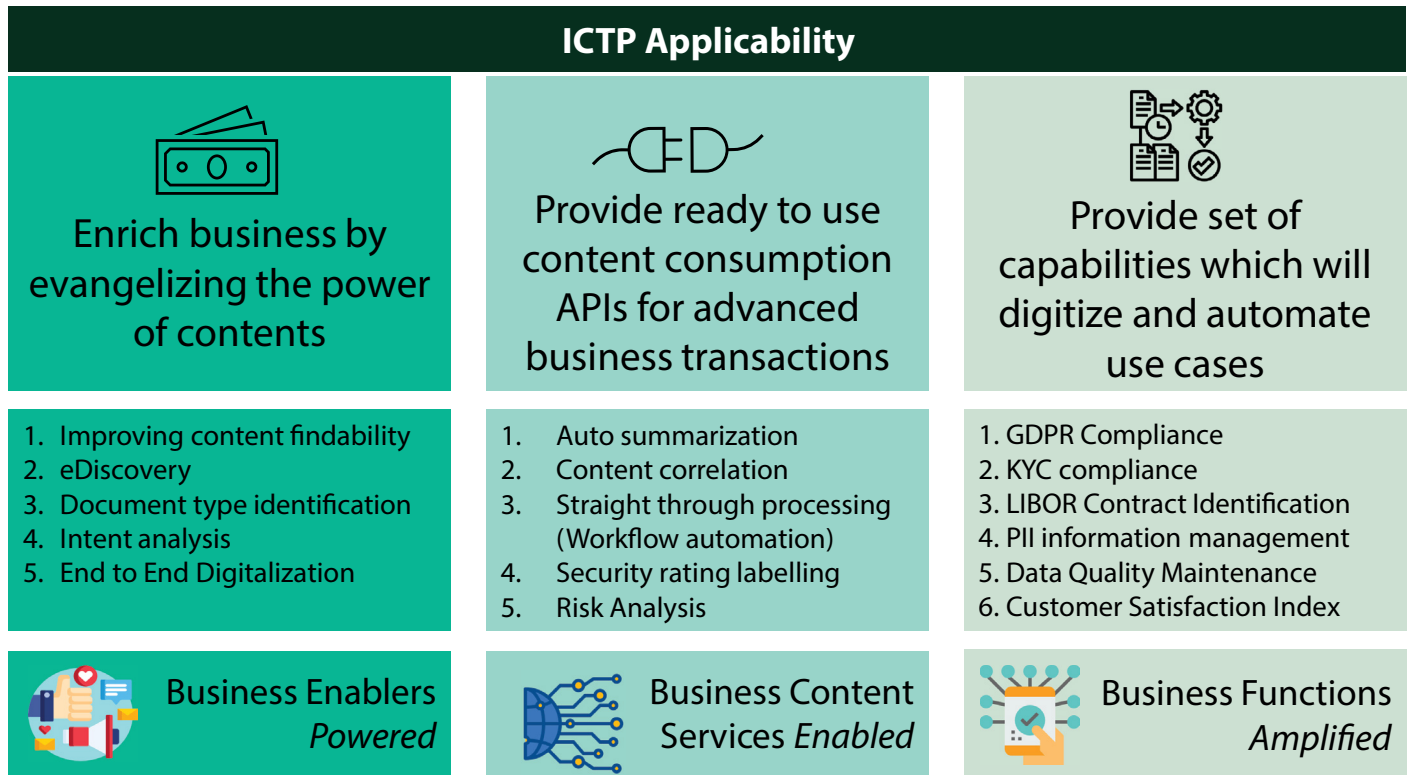 ICTP Applicability
Enrich business by
evangelizing the power
of contents
Provide ready to use
content consumption
APIs for advanced
business transactions
Provide set of
capabilities which will
digitize and automate
use cases
1. Improving content findability
2. eDiscovery
3. Document type identification
4. Intent analysis
5. End to End Digitalization
1. Auto summarization
2. Content correlation
3. Straight through processing
(Workflow automation)
4. Security rating labelling
5. Risk Analysis
1. GDPR Compliance
2. KYC compliance
3. LIBOR Contract Identification
4. PII information management
5. Data Quality Maintenance
6. Customer Satisfaction Index
Business Enablers
Powered
Business Content
Services Enabled
Business Functions
Amplified